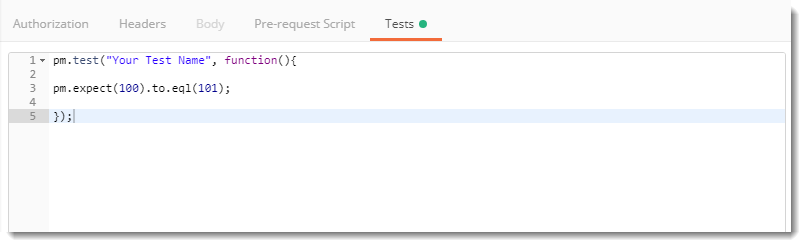 Authorization Headers Body Pre-request Script Tests
1 pm.test("Your Test Name", function(){
2
3 pm.expect(100).to.eql(101);
4
5 });